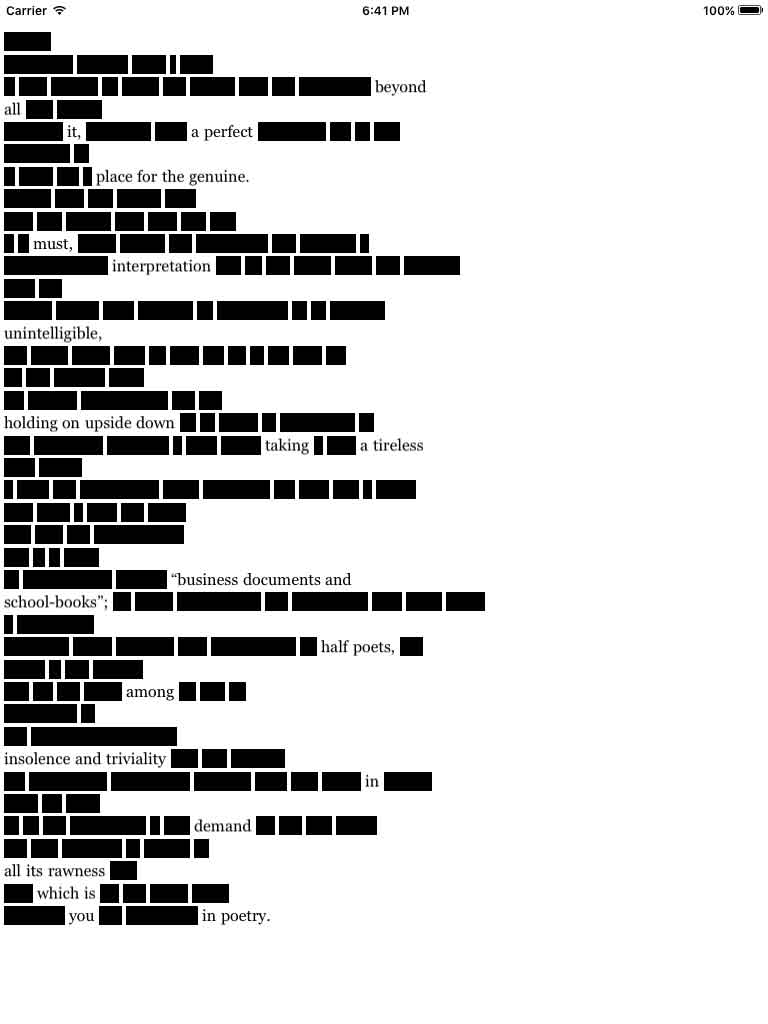 Carrier 6:41 PM 100%
beyond
all
it, a perfect
place for the genuine.
must,
interpretation
unintelligible,
holding on upside down
taking a tireless
“business documents and
school-books”;
half poets,
among
insolence and triviality
in
demand
all its rawness
which is
you in poetry.